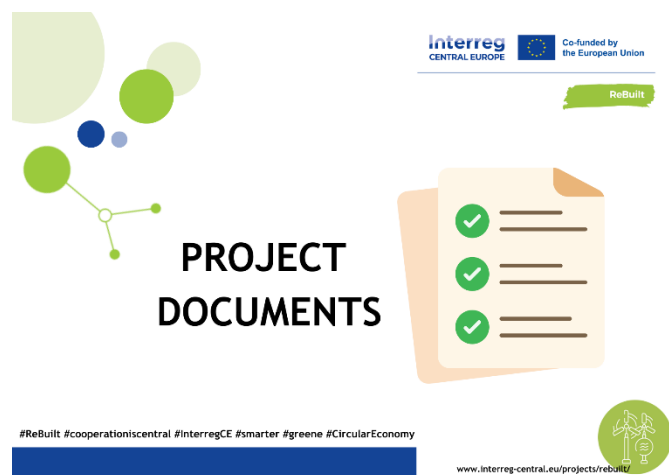 Interreg
CENTRAL EUROPE
Co-funded by
the European Union
ReBuilt
PROJECT
DOCUMENTS
#ReBuilt #cooperationiscentral #InterregCE #smarter #greene #CircularEconomy
www.interreg-central.eu/projects/rebuilt/